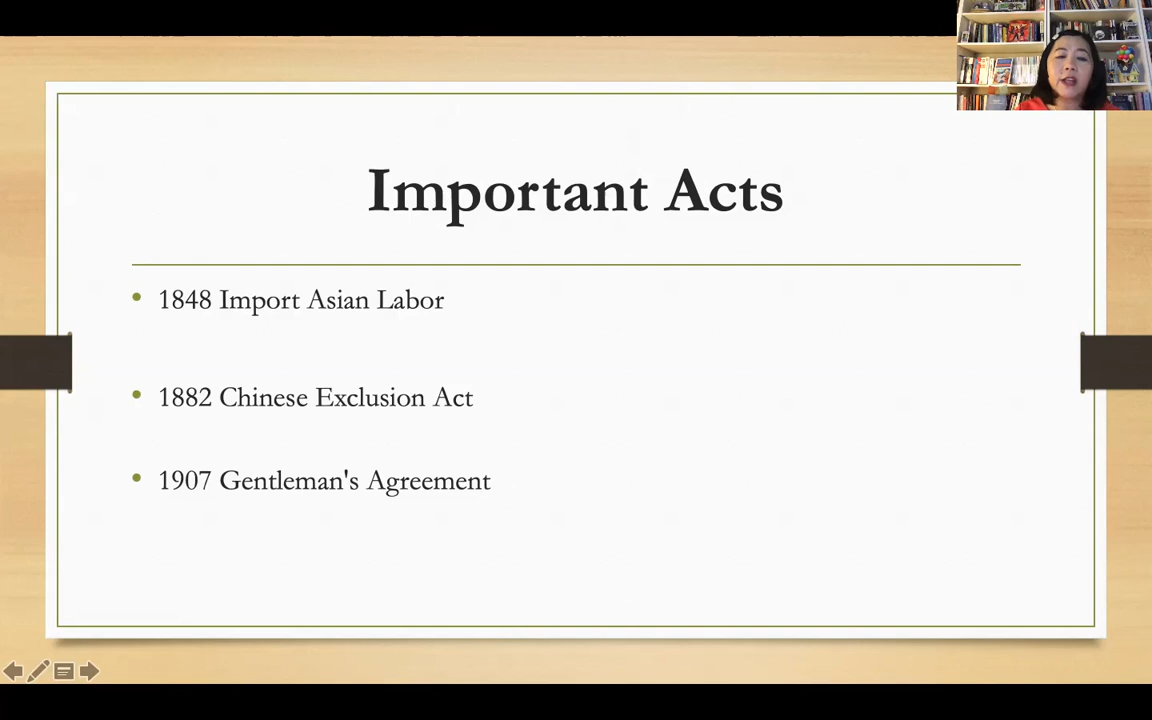 Important Acts
• 1848 Import Asian Labor
• 1882 Chinese Exclusion Act
• 1907 Gentleman's Agreement